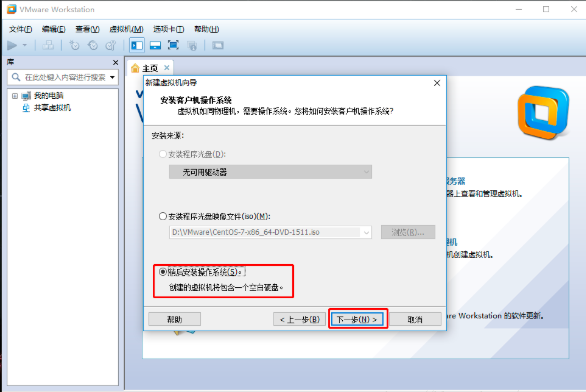 VMware Workstation
文件(F) 编辑(E) 查看(V) 虚拟机(M) 选项卡(T) 帮助(H)
库
在此处键入内容进行搜索
我的电脑
共享虚拟机
主页
新建虚拟机向导
安装客户机操作系统
虚拟机如同物理机，需要操作系统。您将如何安装客户机操作系统?
安装来源:
安装程序光盘(D):
无可用驱动器
安装程序光盘映像文件(iso)(M):
D:\VMware\CentOS-7-x86_64-DVD-1511.iso
浏览(R)...
稍后安装操作系统(S)。
创建的虚拟机将包含一个空白硬盘。
帮助
< 上一步(B)
下一步(N) >
取消
服务器
器上查看和管理虚拟机。
机创建虚拟机。
are Workstation 的软件更新。